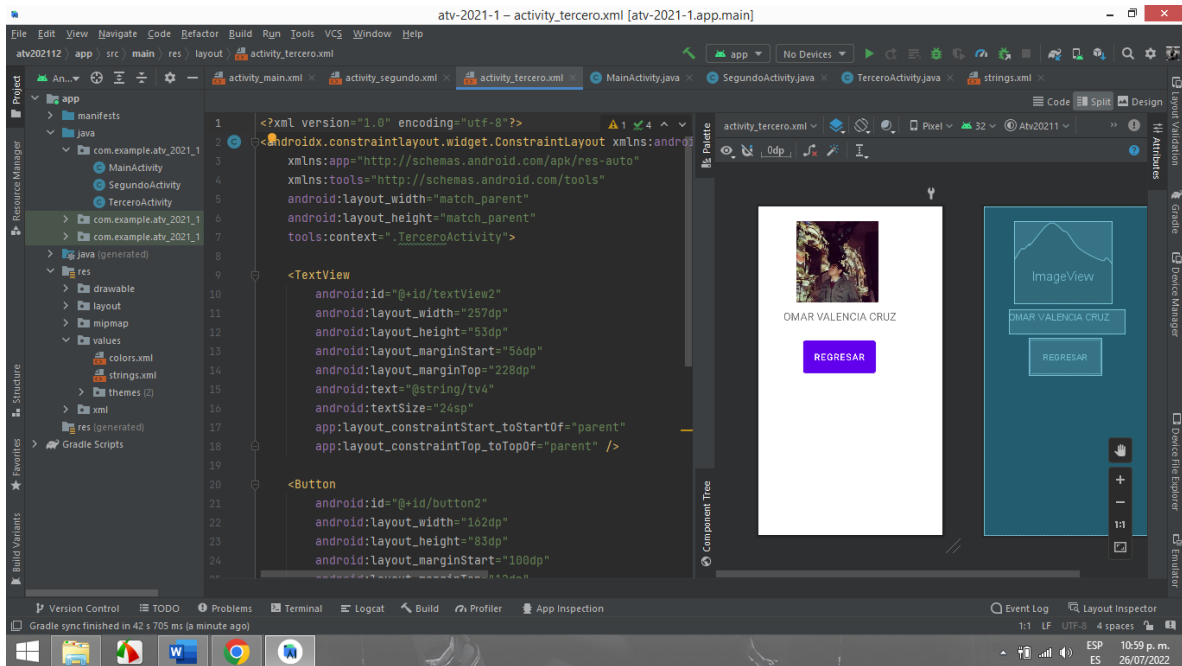 atv-2021-1 – activity_tercero.xml [atv-2021-1.app.main]
File Edit View Navigate Code Refactor Build Run Tools VCS Window Help
atv202112 app src main res layout activity_tercero.xml
app No Devices
An...
activity_main.xml activity_segundo.xml activity_tercero.xml MainActivity.java SegundoActivity.java TerceroActivity.java strings.xml
Code Split Design
Project
Resource Manager
Structure
Favorites
Build Variants
app
manifests
java
com.example.atv_2021_1
MainActivity
SegundoActivity
TerceroActivity
com.example.atv_2021_1
com.example.atv_2021_1
java (generated)
res
drawable
layout
mipmap
values
colors.xml
strings.xml
themes (2)
xml
res (generated)
Gradle Scripts
1 <?xml version="1.0" encoding="utf-8"?>
1 4
2 <androidx.constraintlayout.widget.ConstraintLayout xmlns:androi
3 xmlns:app="http://schemas.android.com/apk/res-auto"
4 xmlns:tools="http://schemas.android.com/tools"
5 android:layout_width="match_parent"
6 android:layout_height="match_parent"
7 tools:context=".TerceroActivity">
8
9 <TextView
10 android:id="@+id/textView2"
11 android:layout_width="257dp"
12 android:layout_height="53dp"
13 android:layout_marginStart="56dp"
14 android:layout_marginTop="228dp"
15 android:text="@string/tv4"
16 android:textSize="24sp"
17 app:layout_constraintStart_toStartOf="parent"
18 app:layout_constraintTop_toTopOf="parent" />
19
20 <Button
21 android:id="@+id/button2"
22 android:layout_width="162dp"
23 android:layout_height="83dp"
24 android:layout_marginStart="100dp"
Palette
Component Tree
activity_tercero.xml Pixel 32 Atv20211
0dp
OMAR VALENCIA CRUZ
REGRESAR
ImageView
OMAR VALENCIA CRUZ
REGRESAR
1:1
Layout Validation
Attributes
Gradle
Device Manager
Device File Explorer
Emulator
Version Control TODO Problems Terminal Logcat Build Profiler App Inspection
Event Log Layout Inspector
Gradle sync finished in 42 s 705 ms (a minute ago)
1:1 LF UTF-8 4 spaces
ESP
ES
10:59 p. m.
26/07/2022